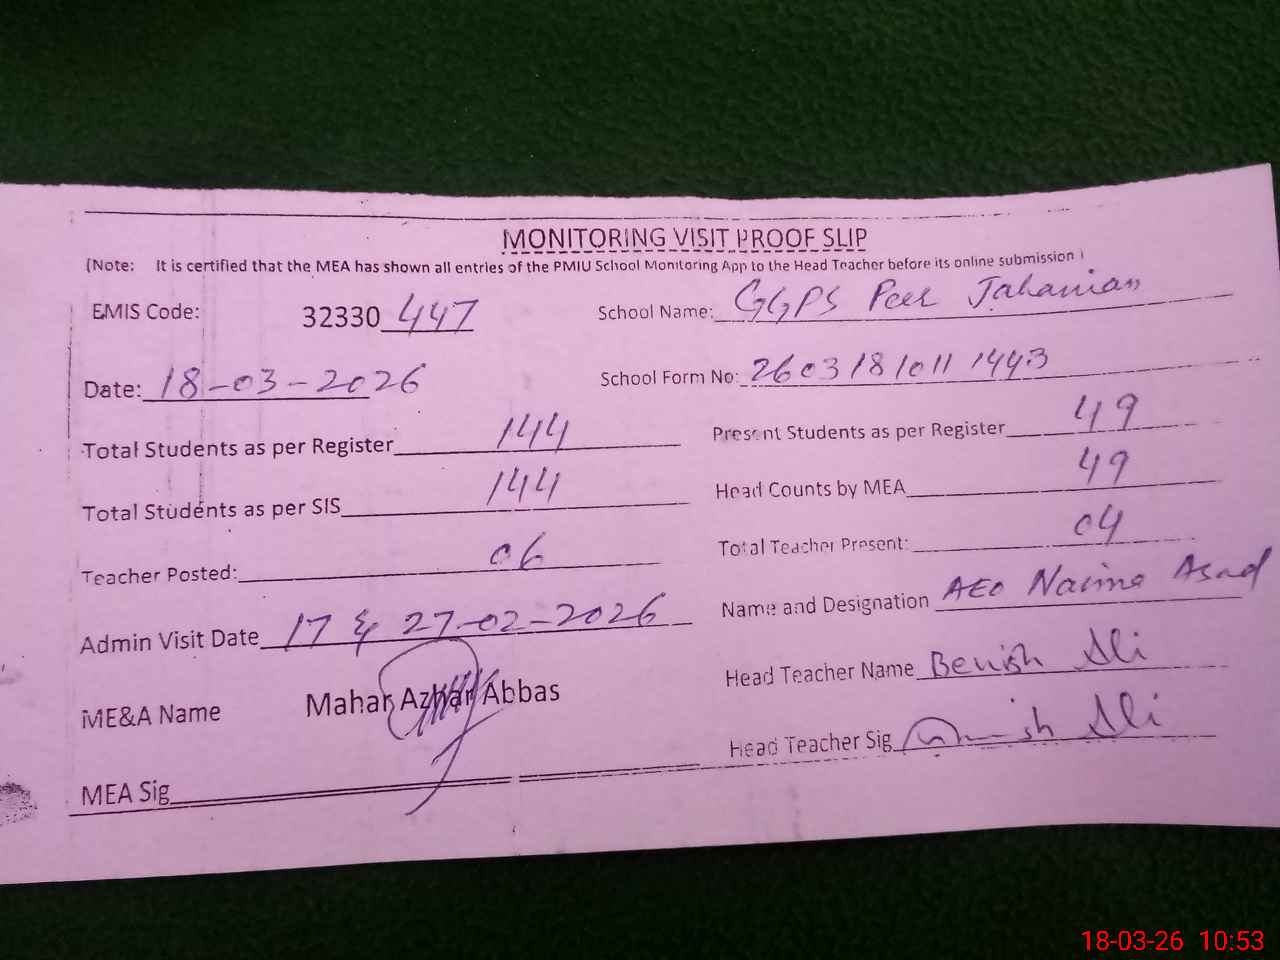 MONITORING VISIT PROOF SLIP
(Note: It is certified that the MEA has shown all entries of the PMIU School Monitoring App to the Head Teacher before its online submission )
EMIS Code: 32330 447 School Name: GGPS Peer Jahanian
Date: 18-03-2026 School Form No: 26031810111443
Total Students as per Register 144 Present Students as per Register 49
Total Students as per SIS 144 Head Counts by MEA 49
Teacher Posted: 06 Total Teacher Present: 04
Admin Visit Date 17 & 27-02-2026 Name and Designation AEO Naima Asad
ME&A Name Mahar Azhar Abbas Head Teacher Name Benish Ali
MEA Sig Head Teacher Sig Benish Ali
18-03-26 10:53